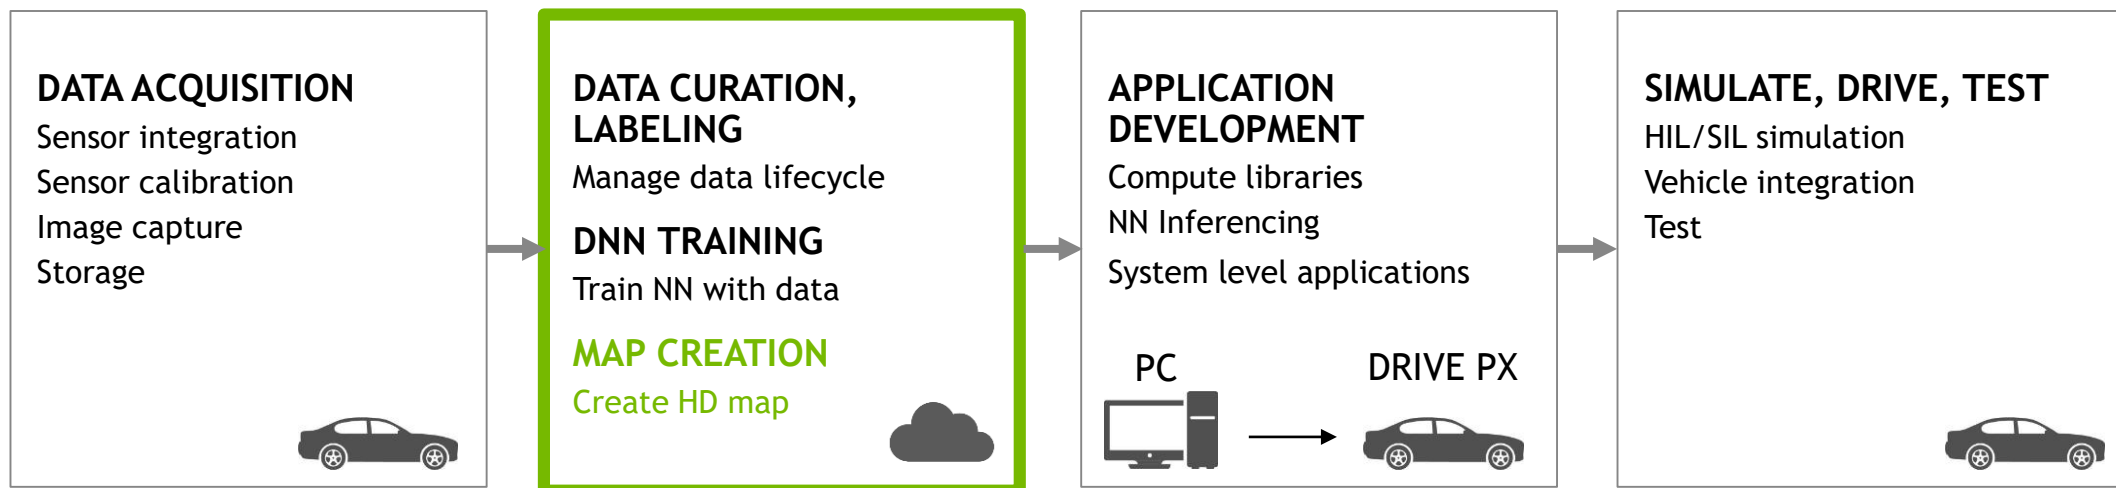 DATA ACQUISITION
Sensor integration
Sensor calibration
Image capture
Storage
DATA CURATION,
LABELING
Manage data lifecycle
DNN TRAINING
Train NN with data
MAP CREATION
Create HD map
APPLICATION
DEVELOPMENT
Compute libraries
NN Inferencing
System level applications
PC
DRIVE PX
SIMULATE, DRIVE, TEST
HIL/SIL simulation
Vehicle integration
Test